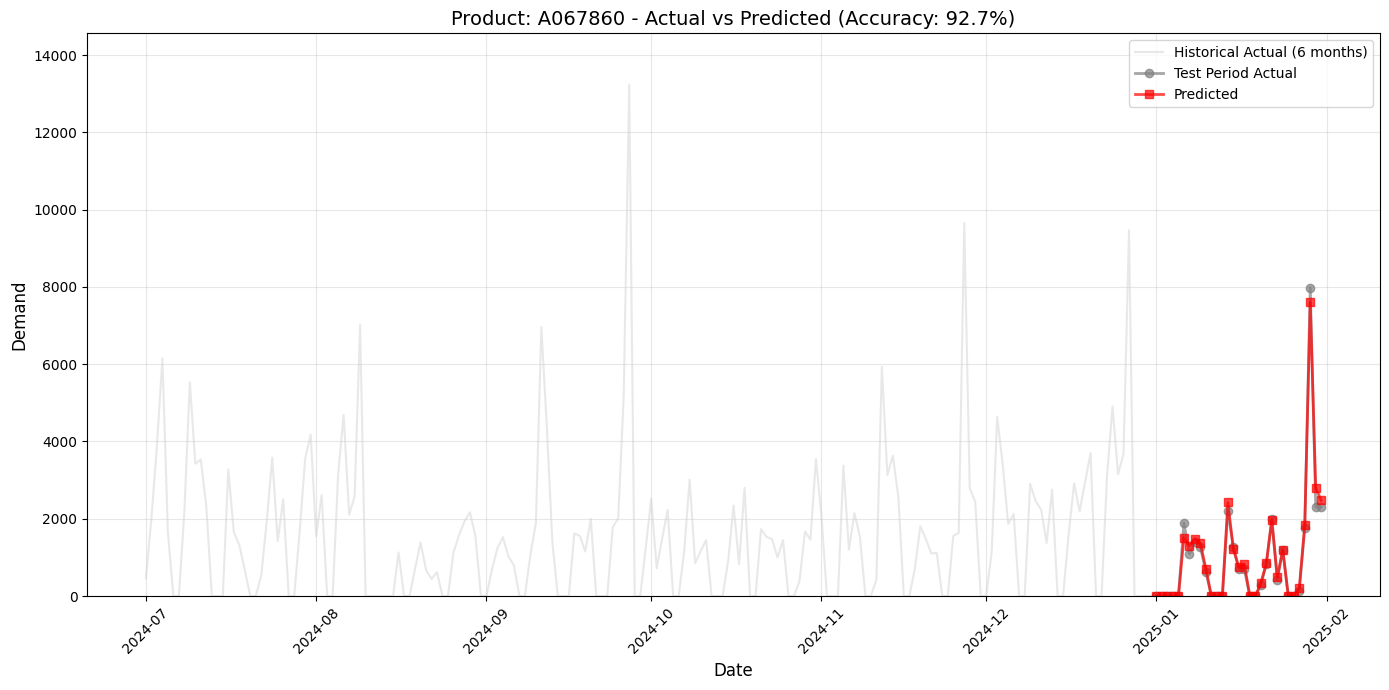 Product: A067860 - Actual vs Predicted (Accuracy: 92.7%)
Historical Actual (6 months)
Test Period Actual
Predicted
14000
12000
10000
8000
6000
4000
2000
0
Demand
2024-07
2024-08
2024-09
2024-10
2024-11
2024-12
2025-01
2025-02
Date